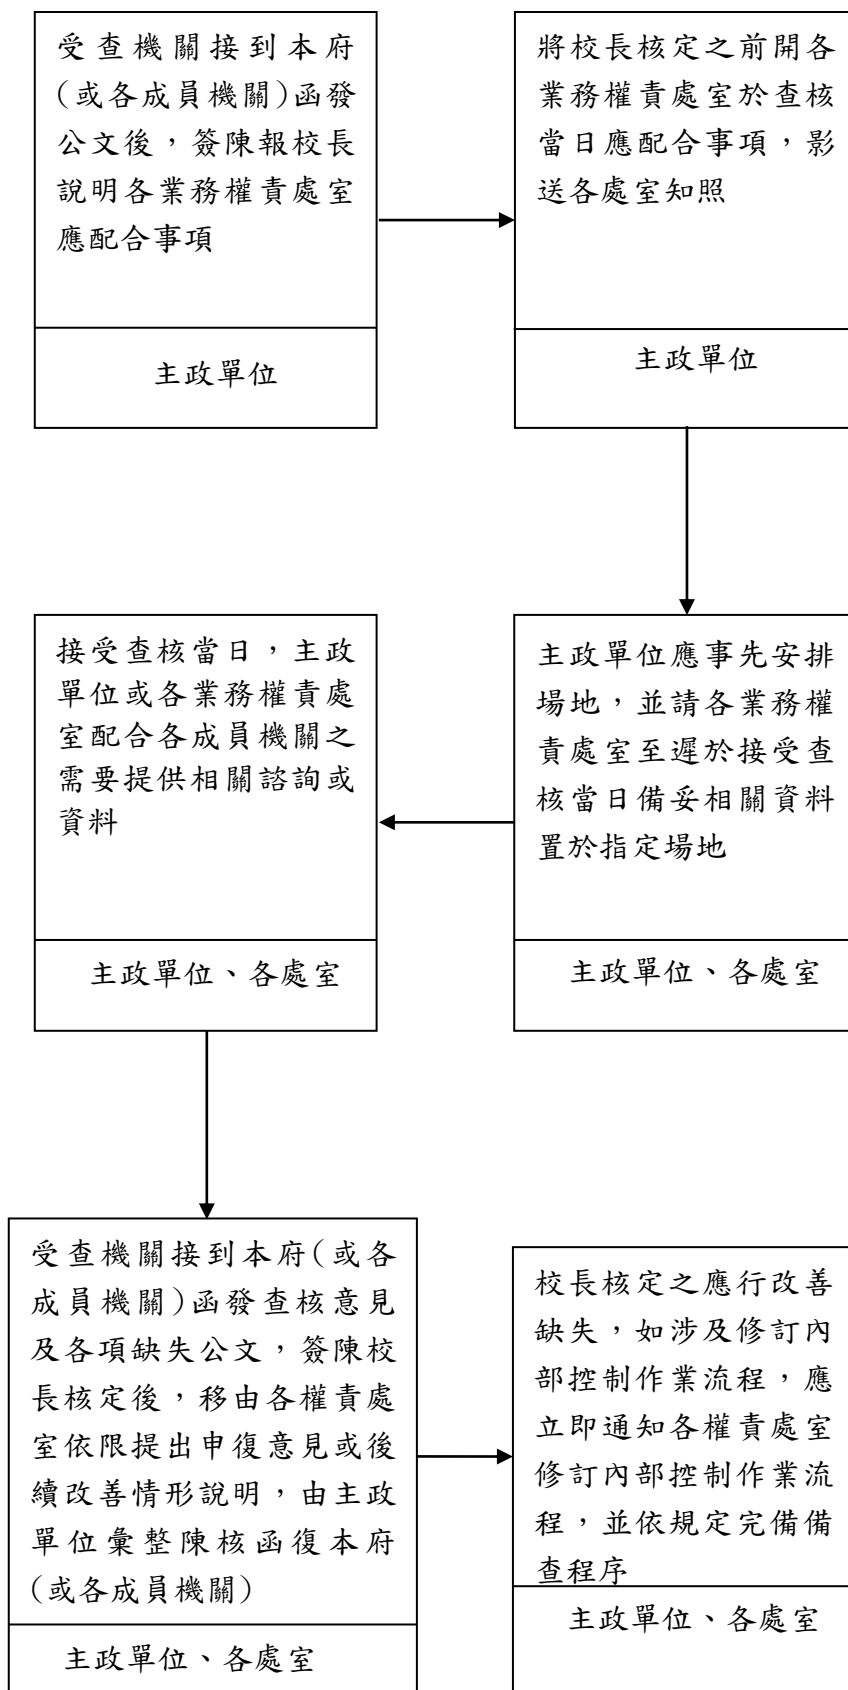 受查機關接到本府
(或各成員機關)函發
公文後，簽陳報校長
說明各業務權責處室
應配合事項
主政單位
將校長核定之前開各
業務權責處室於查核
當日應配合事項，影
送各處室知照
主政單位
主政單位應事先安排
場地，並請各業務權
責處室至遲於接受查
核當日備妥相關資料
置於指定場地
主政單位、各處室
接受查核當日，主政
單位或各業務權責處
室配合各成員機關之
需要提供相關諮詢或
資料
主政單位、各處室
受查機關接到本府(或各
成員機關)函發查核意見
及各項缺失公文，簽陳校
長核定後，移由各權責處
室依限提出申復意見或後
續改善情形說明，由主政
單位彙整陳核函復本府
(或各成員機關)
主政單位、各處室
校長核定之應行改善
缺失，如涉及修訂內
部控制作業流程，應
立即通知各權責處室
修訂內部控制作業流
程，並依規定完備備
查程序
主政單位、各處室